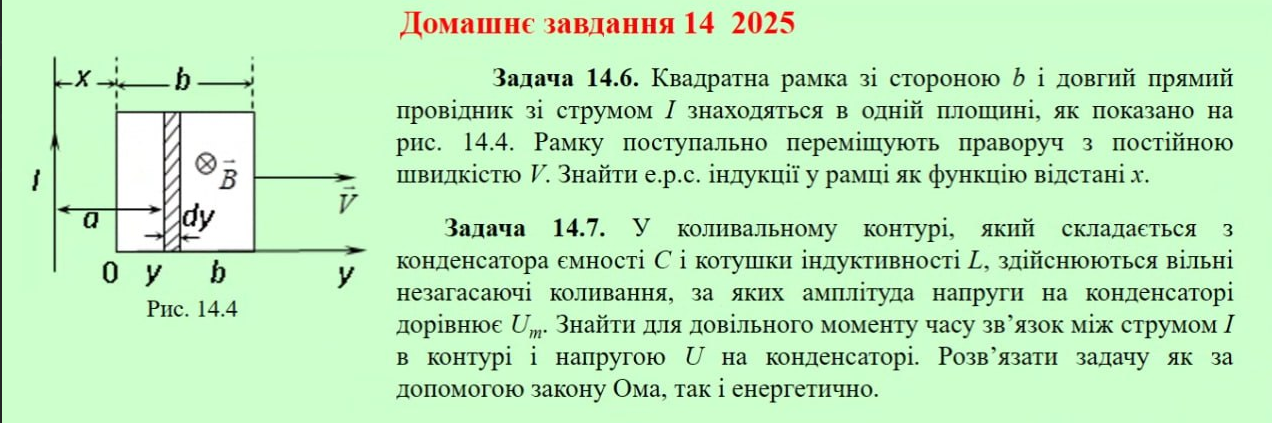 Домашнє завдання 14 2025
x
b
I
B
V
a
dy
0 y b y
Рис. 14.4
Задача 14.6. Квадратна рамка зі стороною b і довгий прямий
провідник зі струмом I знаходяться в одній площині, як показано на
рис. 14.4. Рамку поступально переміщують праворуч з постійною
швидкістю V. Знайти е.р.с. індукції у рамці як функцію відстані x.
Задача 14.7. У коливальному контурі, який складається з
конденсатора ємності C і котушки індуктивності L, здійснюються вільні
незагасаючі коливання, за яких амплітуда напруги на конденсаторі
дорівнює Uₘ. Знайти для довільного моменту часу зв’язок між струмом I
в контурі і напругою U на конденсаторі. Розв’язати задачу як за
допомогою закону Ома, так і енергетично.